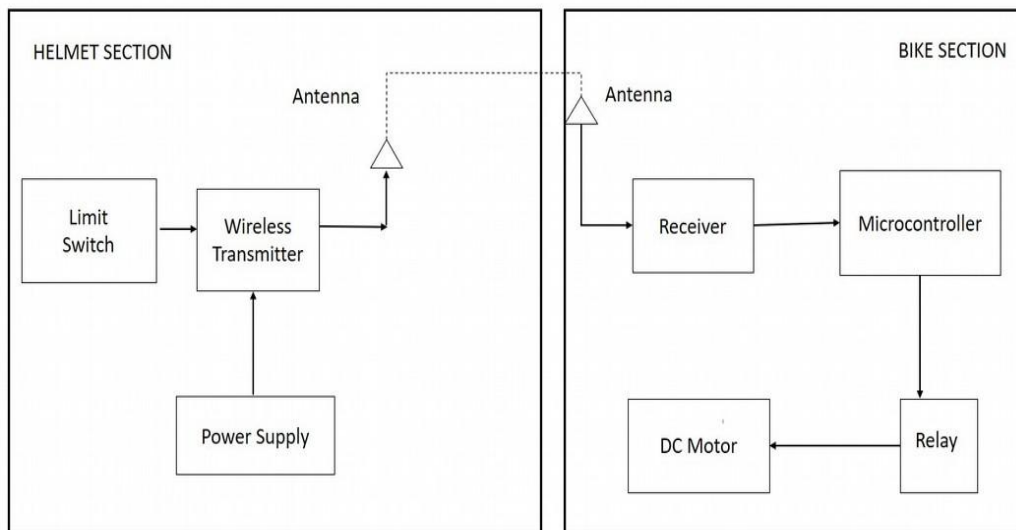 HELMET SECTION
BIKE SECTION
Antenna
Antenna
Limit
Switch
Wireless
Transmitter
Receiver
Microcontroller
Power Supply
DC Motor
Relay